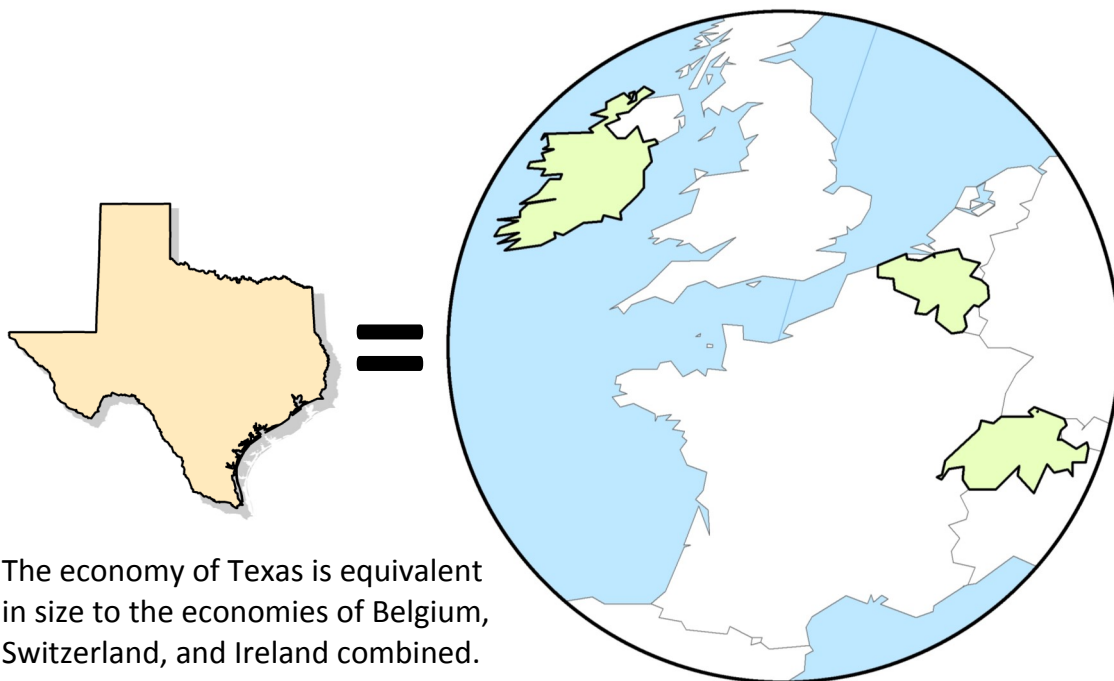 The economy of Texas is equivalent
in size to the economies of Belgium,
Switzerland, and Ireland combined.